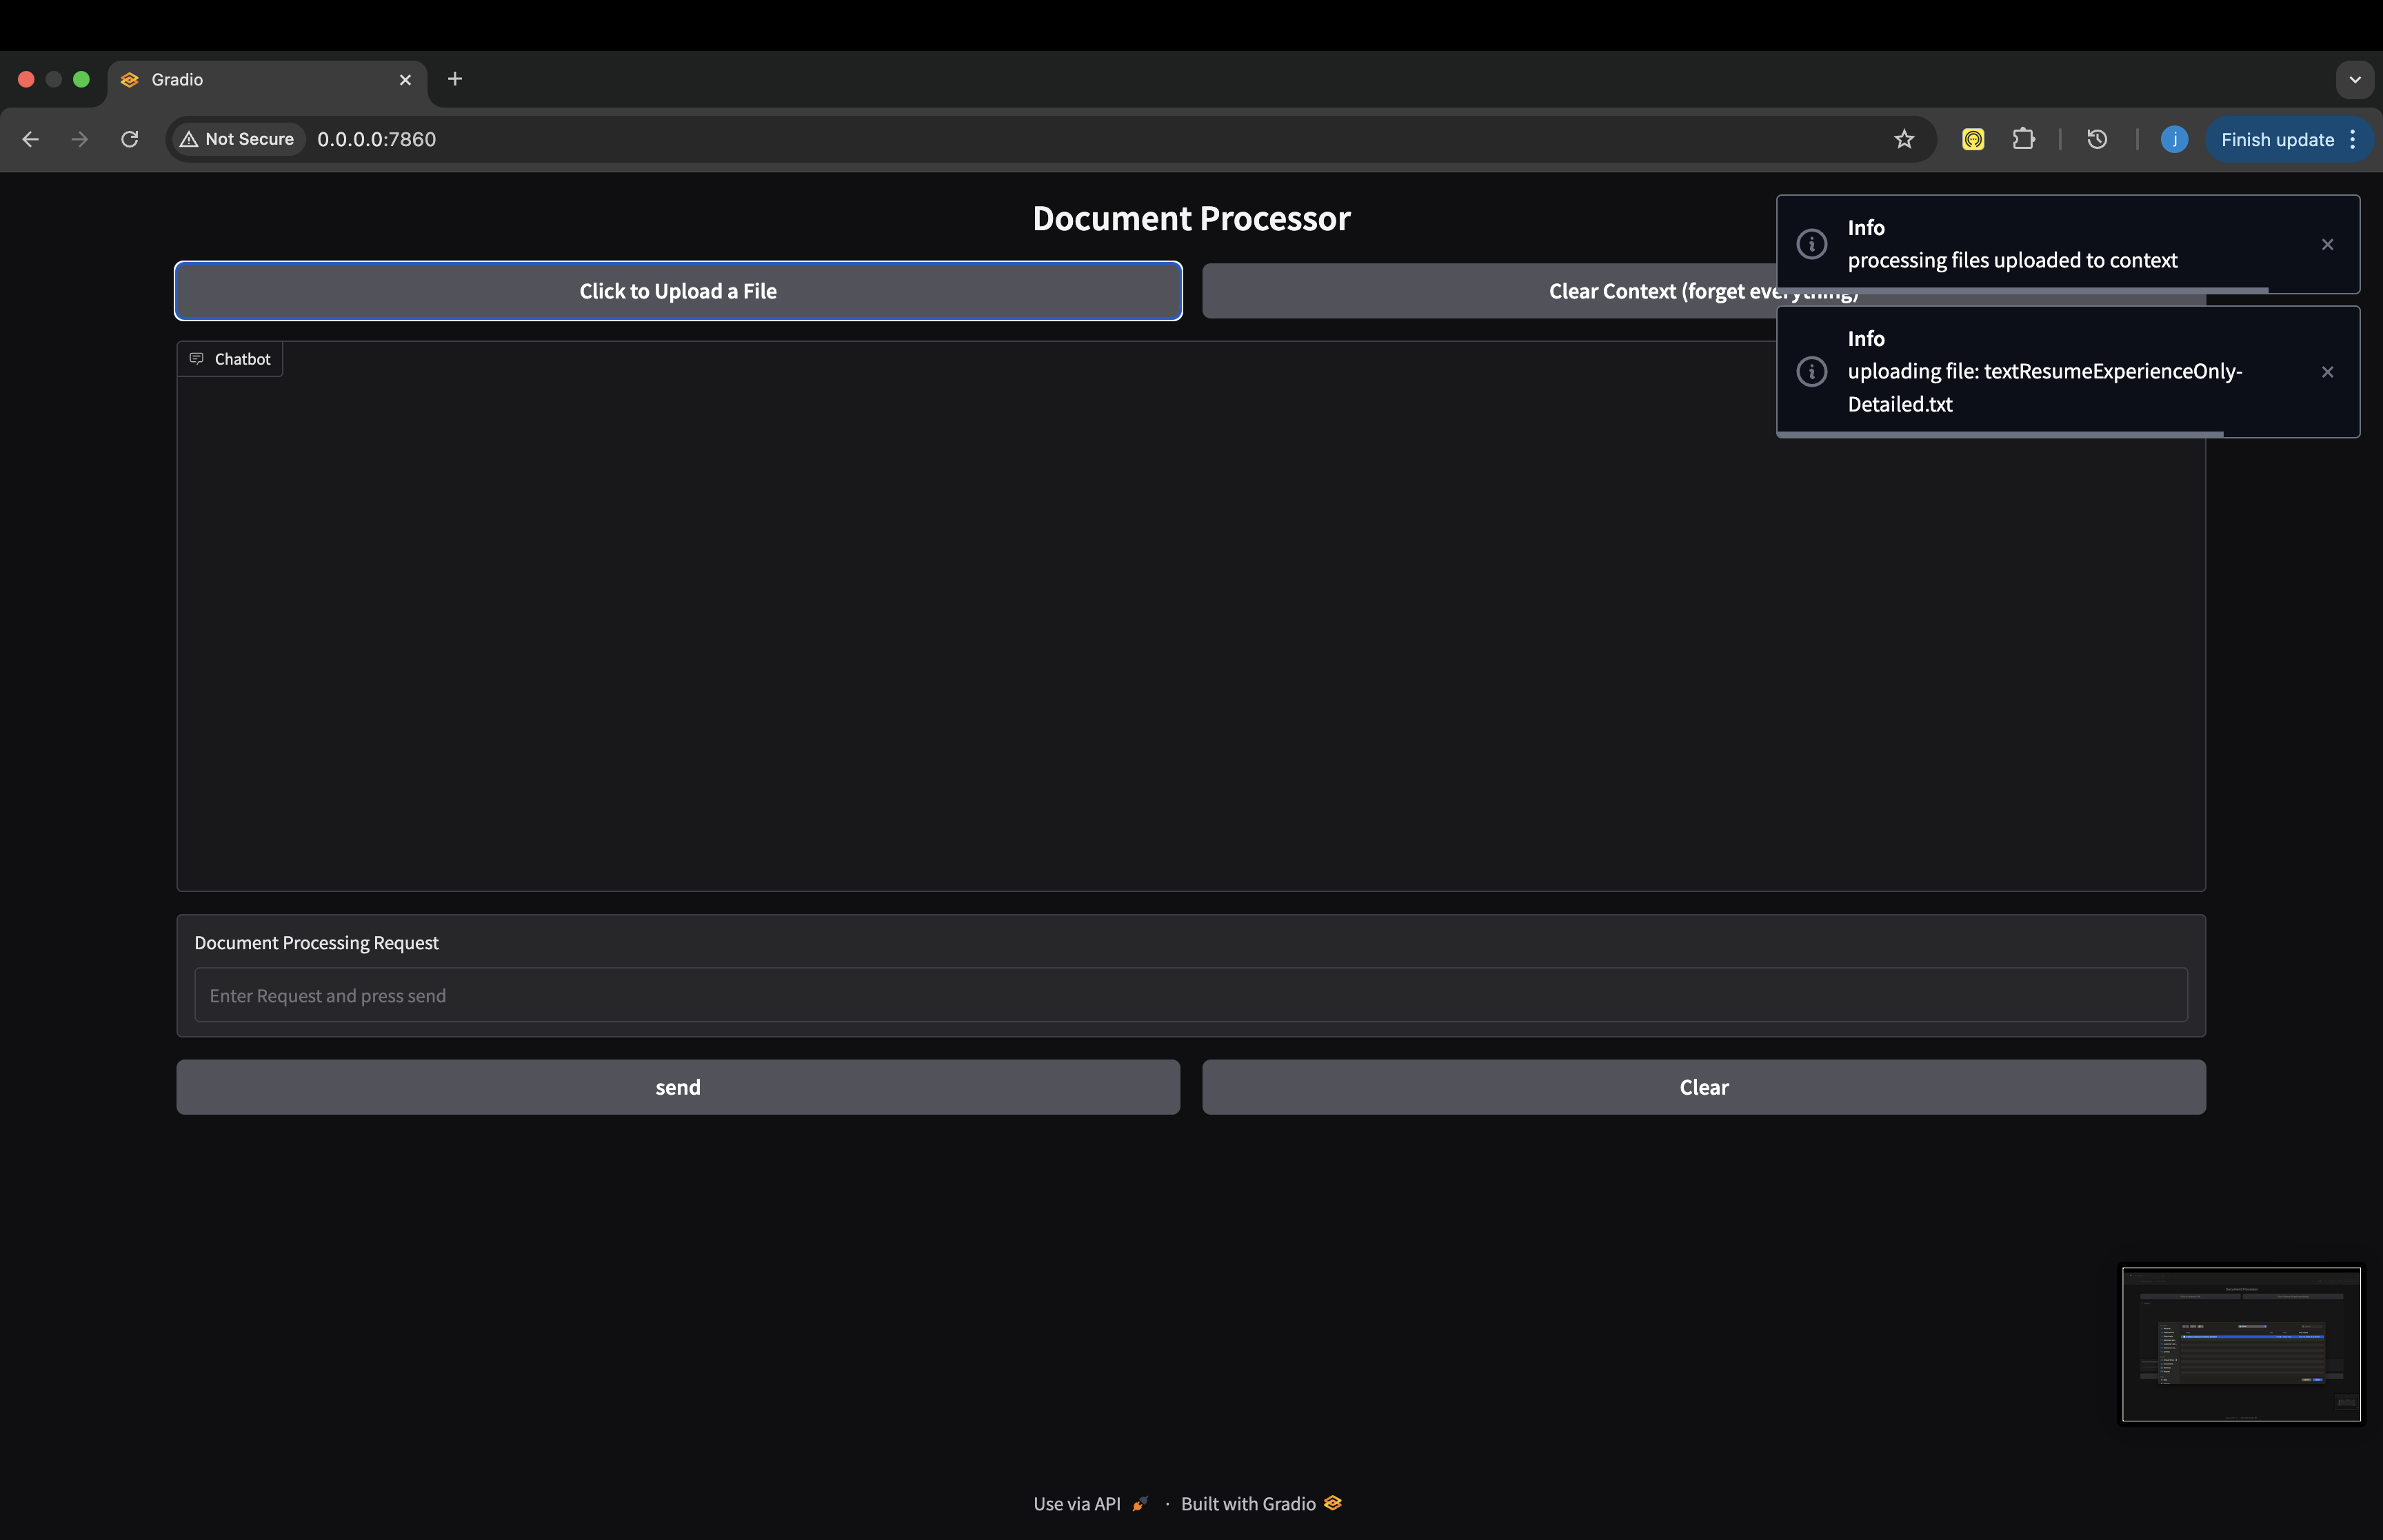 Gradio
Not Secure
0.0.0.0:7860
j
Finish update
Document Processor
Info
processing files uploaded to context
Click to Upload a File
Clear Context (forget everything)
Info
uploading file: textResumeExperienceOnly-
Detailed.txt
Chatbot
Document Processing Request
Enter Request and press send
send
Clear
Use via API · Built with Gradio